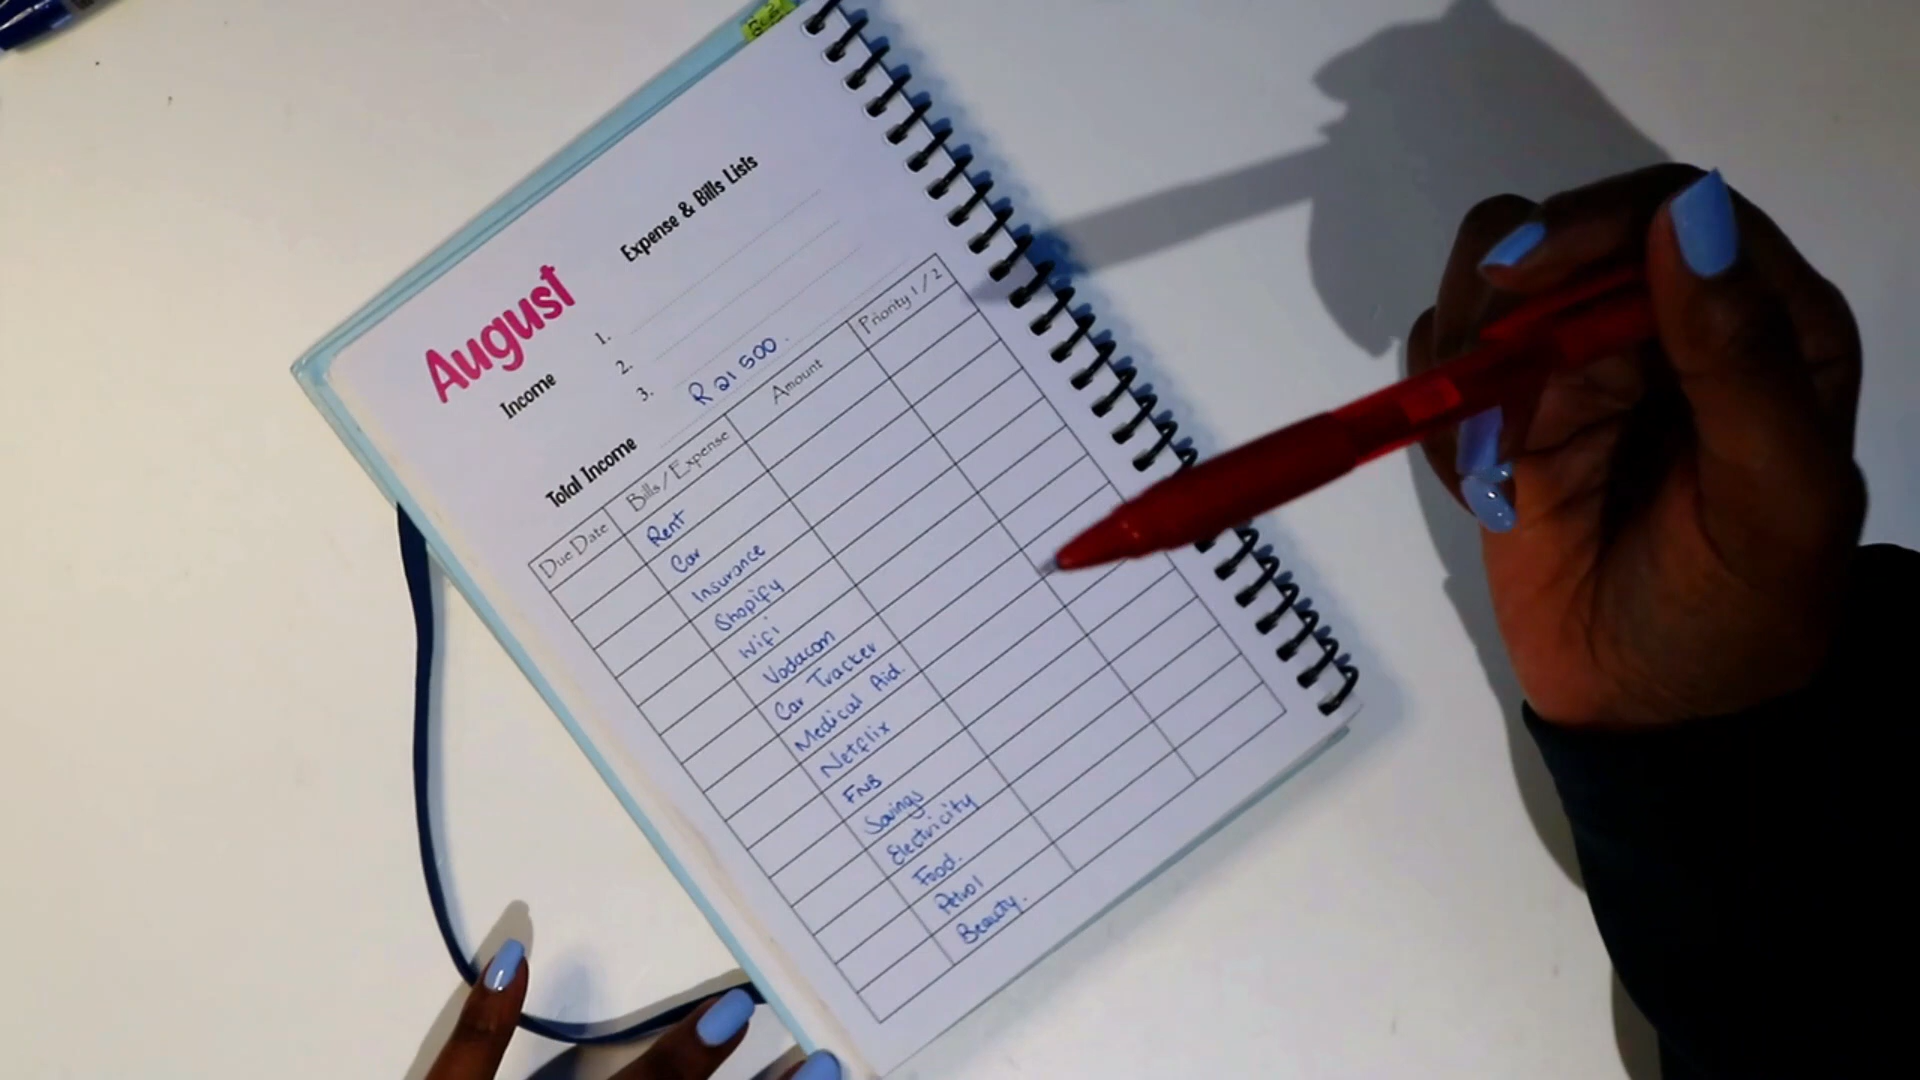 August
Expense & Bills Lists
Income
1.
2.
3.
Total Income R 21 500.
Due Date Bills/Expense Amount Priority 1/2
Rent
Car
Insurance
Shopify
Wifi
Vodacom
Car Tracker
Medical Aid.
Netflix
FNB
Savings
Electricity
Food.
Petrol
Beauty.